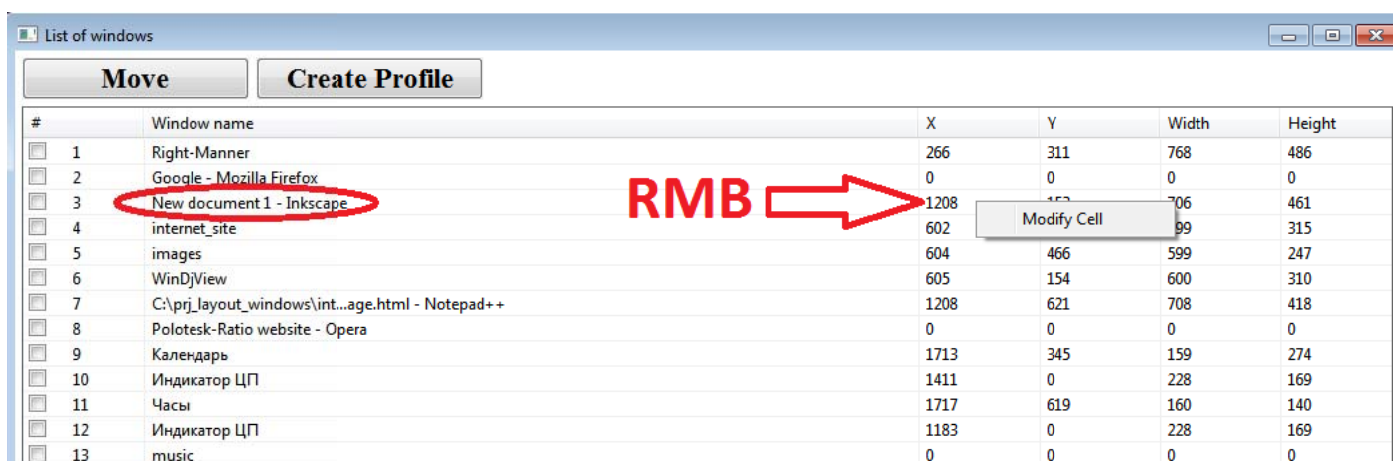 List of windows
Move Create Profile
# Window name X Y Width Height
1 Right-Manner 266 311 768 486
2 Google - Mozilla Firefox 0 0 0 0
3 New document 1 - Inkscape RMB 1208 153 706 461
Modify Cell
4 internet_site 602 599 315
5 images 604 466 599 247
6 WinDjView 605 154 600 310
7 C:\prj_layout_windows\int...age.html - Notepad++ 1208 621 708 418
8 Polotesk-Ratio website - Opera 0 0 0 0
9 Календарь 1713 345 159 274
10 Индикатор ЦП 1411 0 228 169
11 Часы 1717 619 160 140
12 Индикатор ЦП 1183 0 228 169
13 music 0 0 0 0